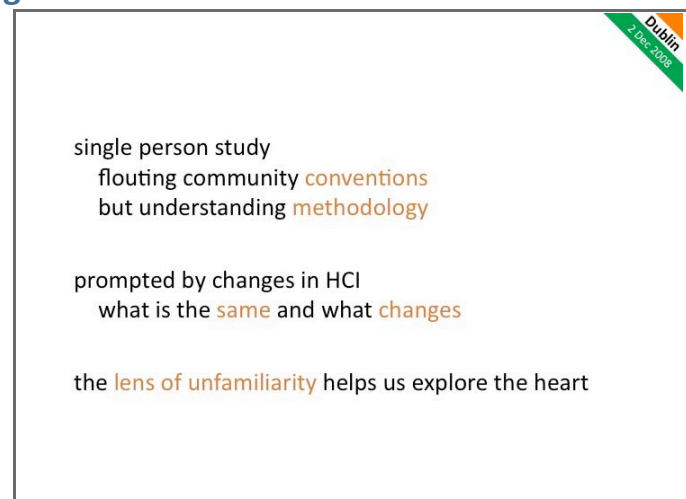 Dublin
2 Dec 2008
single person study
flouting community conventions
but understanding methodology
prompted by changes in HCI
what is the same and what changes
the lens of unfamiliarity helps us explore the heart